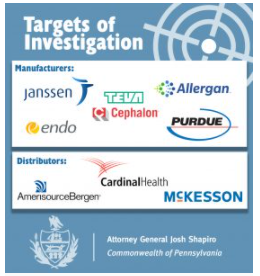 Targets of
Investigation
Manufacturers:
janssen
TEVA
Cephalon
Allergan
endo
PURDUE
Distributors:
CardinalHealth
AmerisourceBergen
MCKESSON
Attorney General Josh Shapiro
Commonwealth of Pennsylvania